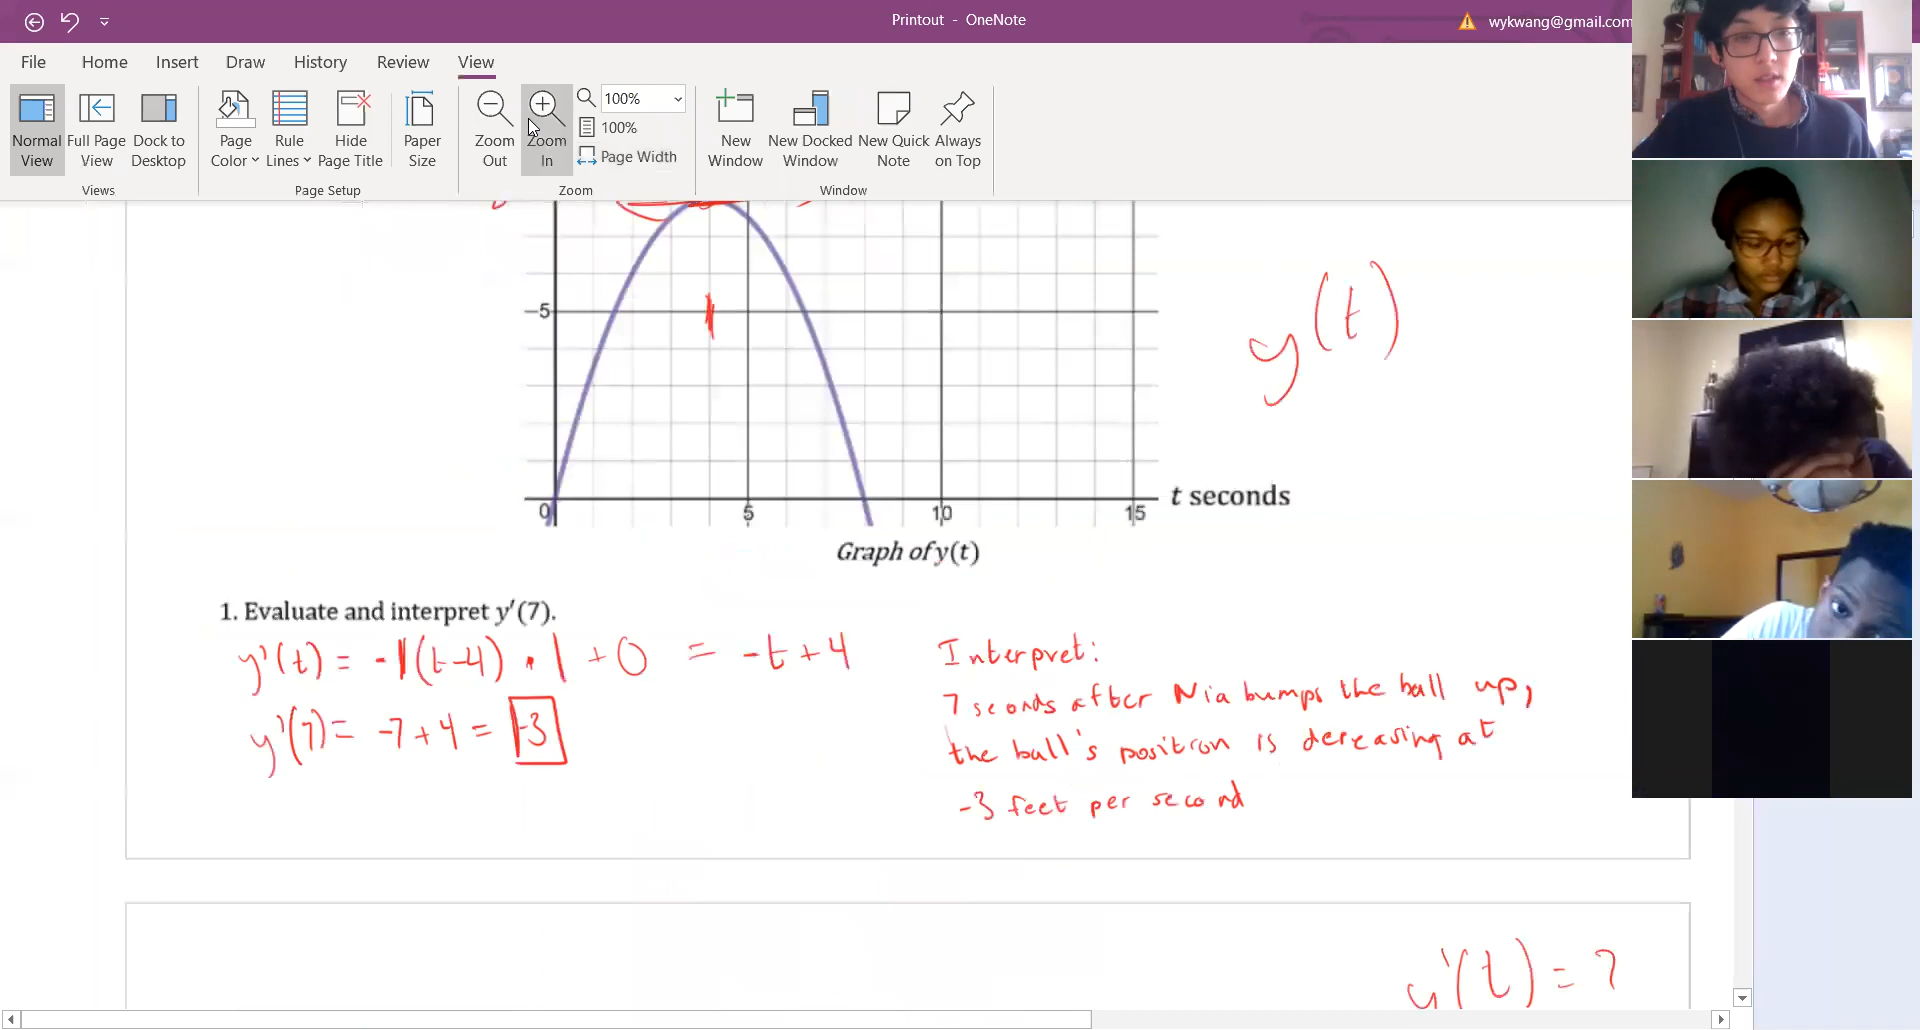 Printout - OneNote
wykwang@gmail.com
File Home Insert Draw History Review View
Normal View
Full Page View
Dock to Desktop
Views
Page Color
Rule Lines
Hide Page Title
Paper Size
Page Setup
Zoom Out
Zoom In
100%
100%
Page Width
Zoom
New Window
New Docked Window
New Quick Note
Always on Top
Window
5
y(t)
0 5 10 15
t seconds
Graph of y(t)
1. Evaluate and interpret y′(7).
y'(t) = -1(t-4) · 1 + 0 = -t+4
y'(7) = -7+4 = -3
Interpret:
7 seonds after Nia bumps the ball up,
the ball's position is dereasing at
-3 feet per second
y'(t) = ?